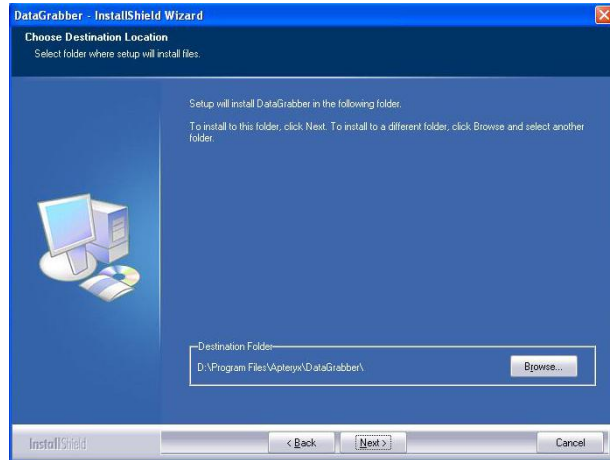 DataGrabber - InstallShield Wizard
Choose Destination Location
Select folder where setup will install files.
Setup will install DataGrabber in the following folder.
To install to this folder, click Next. To install to a different folder, click Browse and select another
folder.
Destination Folder
D:\Program Files\Apteryx\DataGrabber\
Browse...
InstallShield
< Back
Next >
Cancel